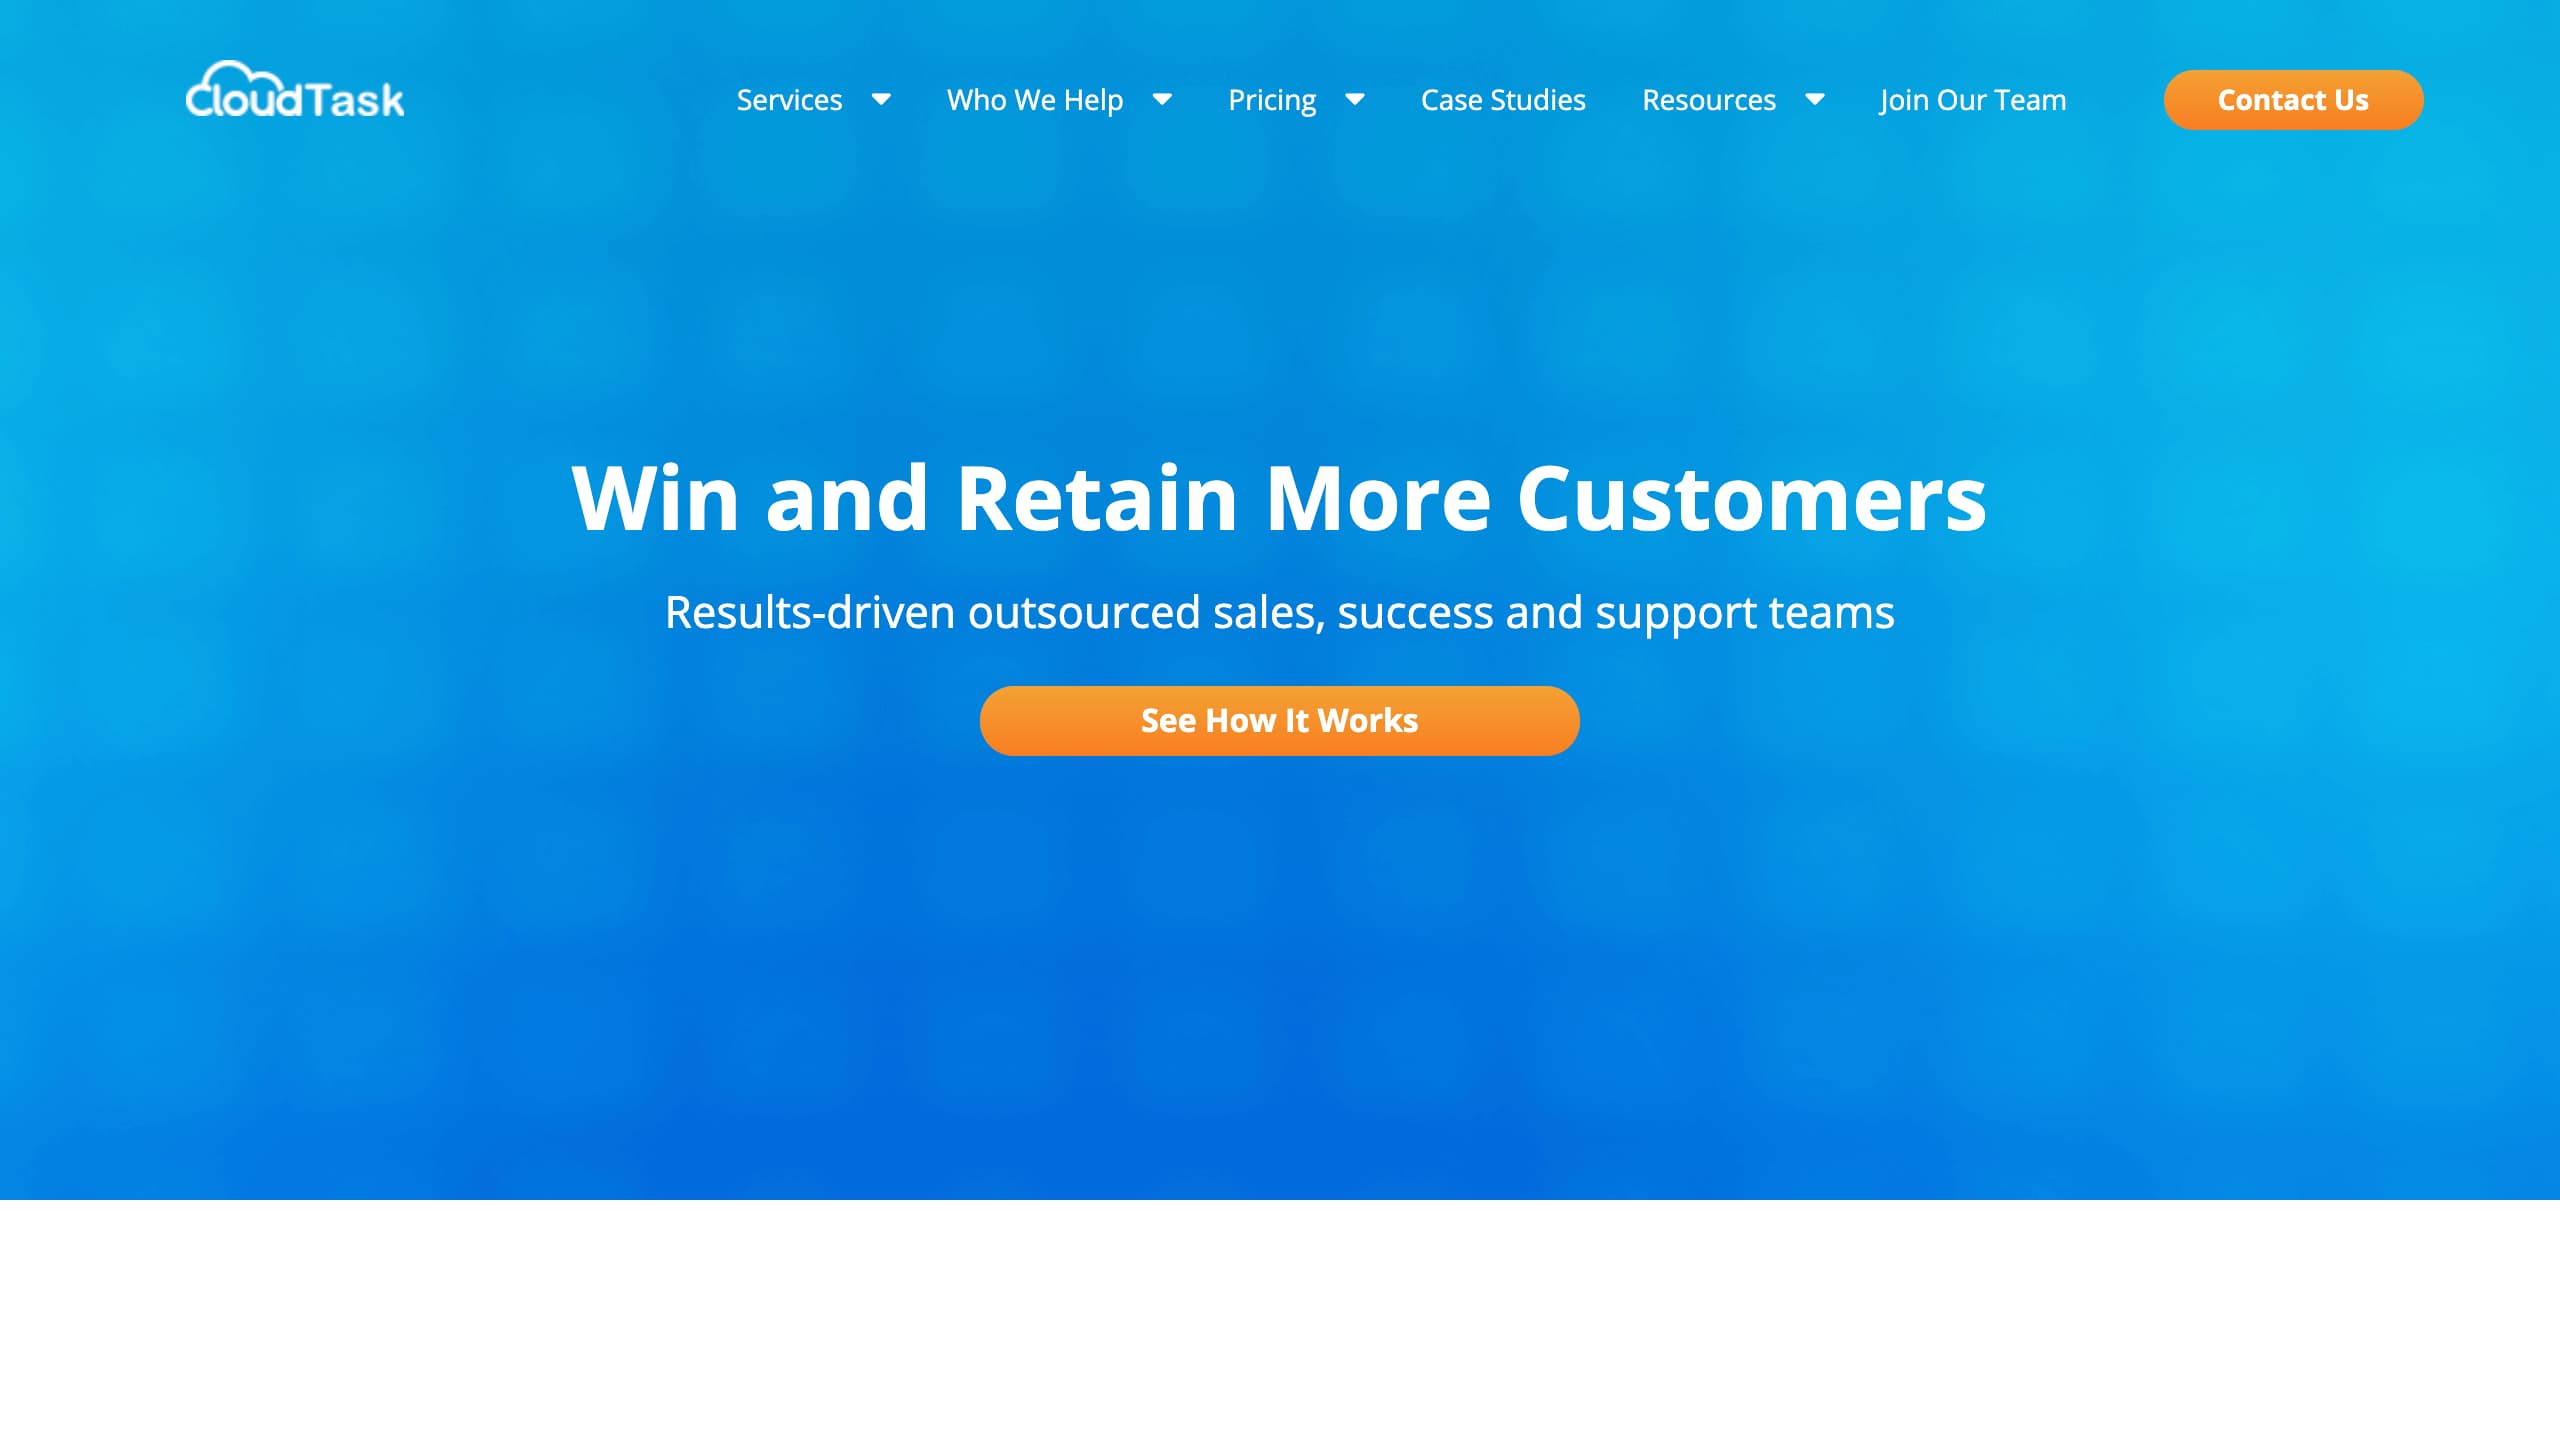 CloudTask
Services Who We Help Pricing Case Studies Resources Join Our Team Contact Us
Win and Retain More Customers
Results-driven outsourced sales, success and support teams
See How It Works